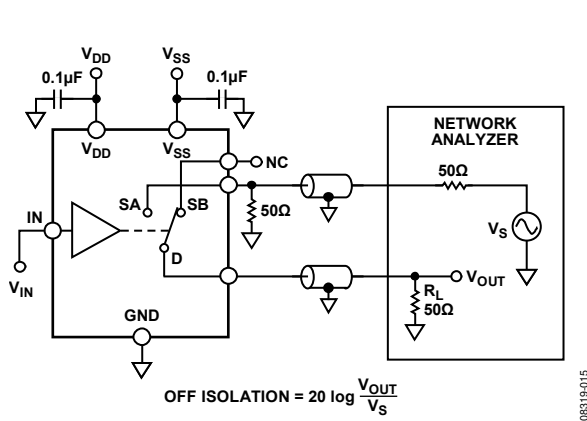 VDD
VSS
0.1µF
0.1µF
VDD
VSS
NC
NETWORK
ANALYZER
50Ω
IN
SA
SB
50Ω
VS
D
VIN
VOUT
RL
50Ω
GND
OFF ISOLATION = 20 log VOUT
VS
08319-015